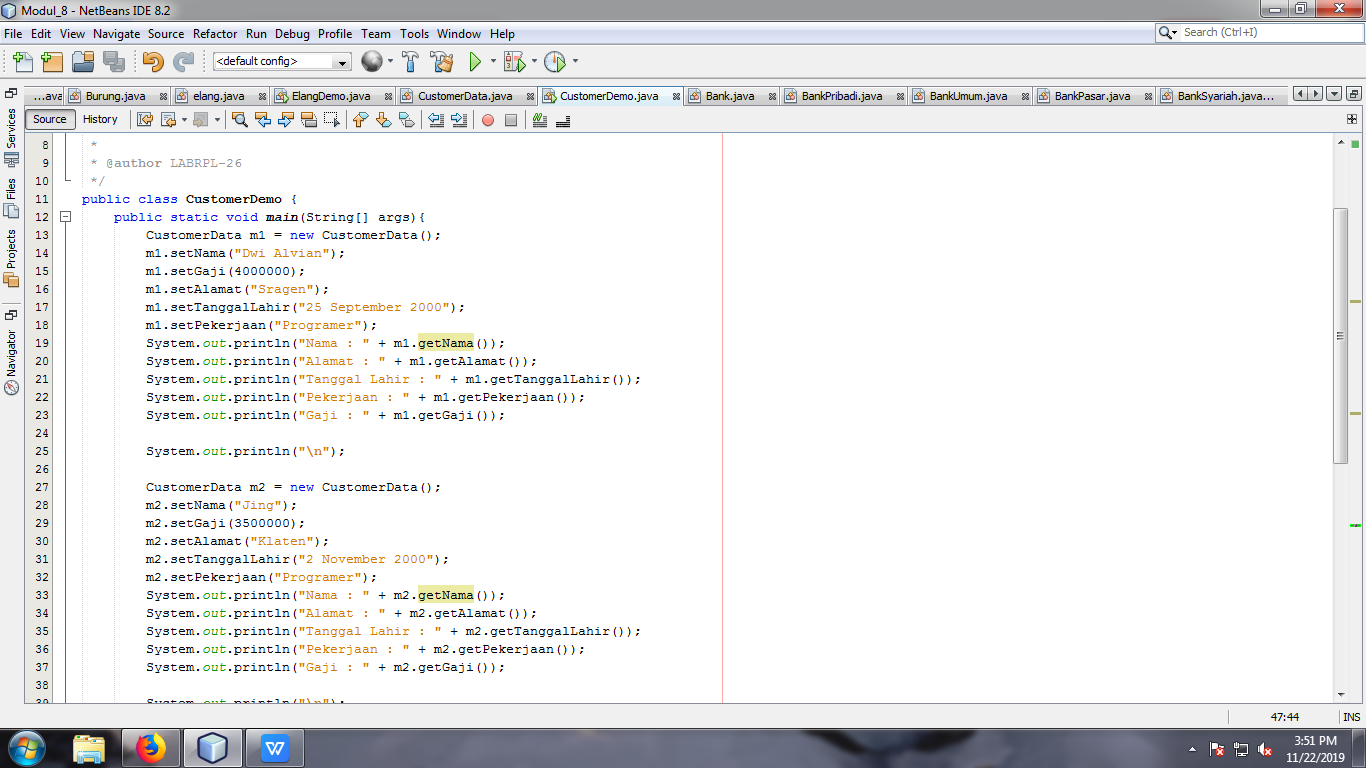 Modul_8 - NetBeans IDE 8.2
File Edit View Navigate Source Refactor Run Debug Profile Team Tools Window Help
Search (Ctrl+I)
<default config>
...ava Burung.java elang.java ElangDemo.java CustomerData.java CustomerDemo.java Bank.java BankPribadi.java BankUmum.java BankPasar.java BankSyariah.java...
Source History
Services
Files
Projects
Navigator
8 *
9 * @author LABRPL-26
10 */
11 public class CustomerDemo {
12 public static void main(String[] args){
13 CustomerData m1 = new CustomerData();
14 m1.setNama("Dwi Alvian");
15 m1.setGaji(4000000);
16 m1.setAlamat("Sragen");
17 m1.setTanggalLahir("25 September 2000");
18 m1.setPekerjaan("Programer");
19 System.out.println("Nama : " + m1.getNama());
20 System.out.println("Alamat : " + m1.getAlamat());
21 System.out.println("Tanggal Lahir : " + m1.getTanggalLahir());
22 System.out.println("Pekerjaan : " + m1.getPekerjaan());
23 System.out.println("Gaji : " + m1.getGaji());
24
25 System.out.println("\n");
26
27 CustomerData m2 = new CustomerData();
28 m2.setNama("Jing");
29 m2.setGaji(3500000);
30 m2.setAlamat("Klaten");
31 m2.setTanggalLahir("2 November 2000");
32 m2.setPekerjaan("Programer");
33 System.out.println("Nama : " + m2.getNama());
34 System.out.println("Alamat : " + m2.getAlamat());
35 System.out.println("Tanggal Lahir : " + m2.getTanggalLahir());
36 System.out.println("Pekerjaan : " + m2.getPekerjaan());
37 System.out.println("Gaji : " + m2.getGaji());
38
39 System.out.println("\n");
47:44 INS
3:51 PM
11/22/2019